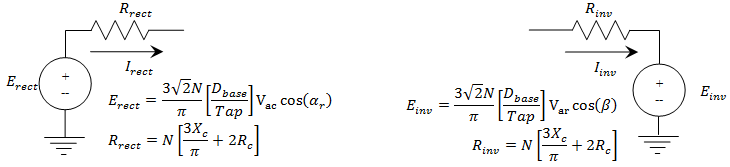 R_rect
R_inv
E_rect
+
--
I_rect
I_inv
+
--
E_inv
E_rect = 3√2N/π [D_base/Tap] V_ac cos(α_r)
R_rect = N [3X_c/π + 2R_c]
E_inv = 3√2N/π [D_base/Tap] V_ar cos(β)
R_inv = N [3X_c/π + 2R_c]